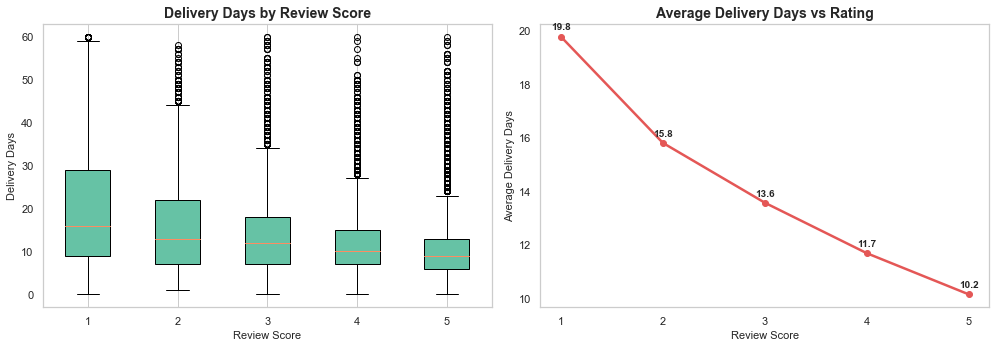 Delivery Days by Review Score
Delivery Days
60
50
40
30
20
10
0
1 2 3 4 5
Review Score
Average Delivery Days vs Rating
Average Delivery Days
20
18
16
14
12
10
19.8
15.8
13.6
11.7
10.2
1 2 3 4 5
Review Score